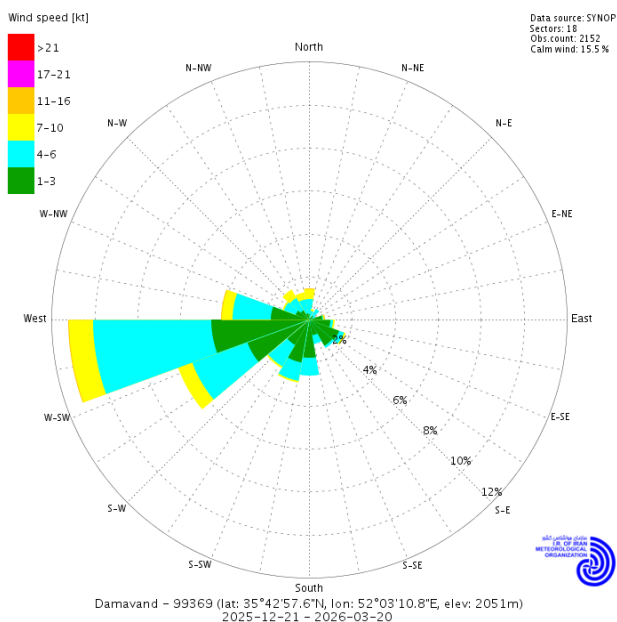 Wind speed [kt]
>21
17-21
11-16
7-10
4-6
1-3
Data source: SYNOP
Sectors: 18
Obs.count: 2152
Calm wind: 15.5 %
North
N-NW
N-NE
N-W
N-E
W-NW
E-NE
West
East
2%
4%
6%
8%
10%
12%
W-SW
E-SE
S-W
S-E
S-SW
S-SE
South
سازمان هواشناسی کشور
I.R. OF IRAN
METEOROLOGICAL
ORGANIZATION
Damavand - 99369 (lat: 35°42'57.6"N, lon: 52°03'10.8"E, elev: 2051m)
2025-12-21 - 2026-03-20